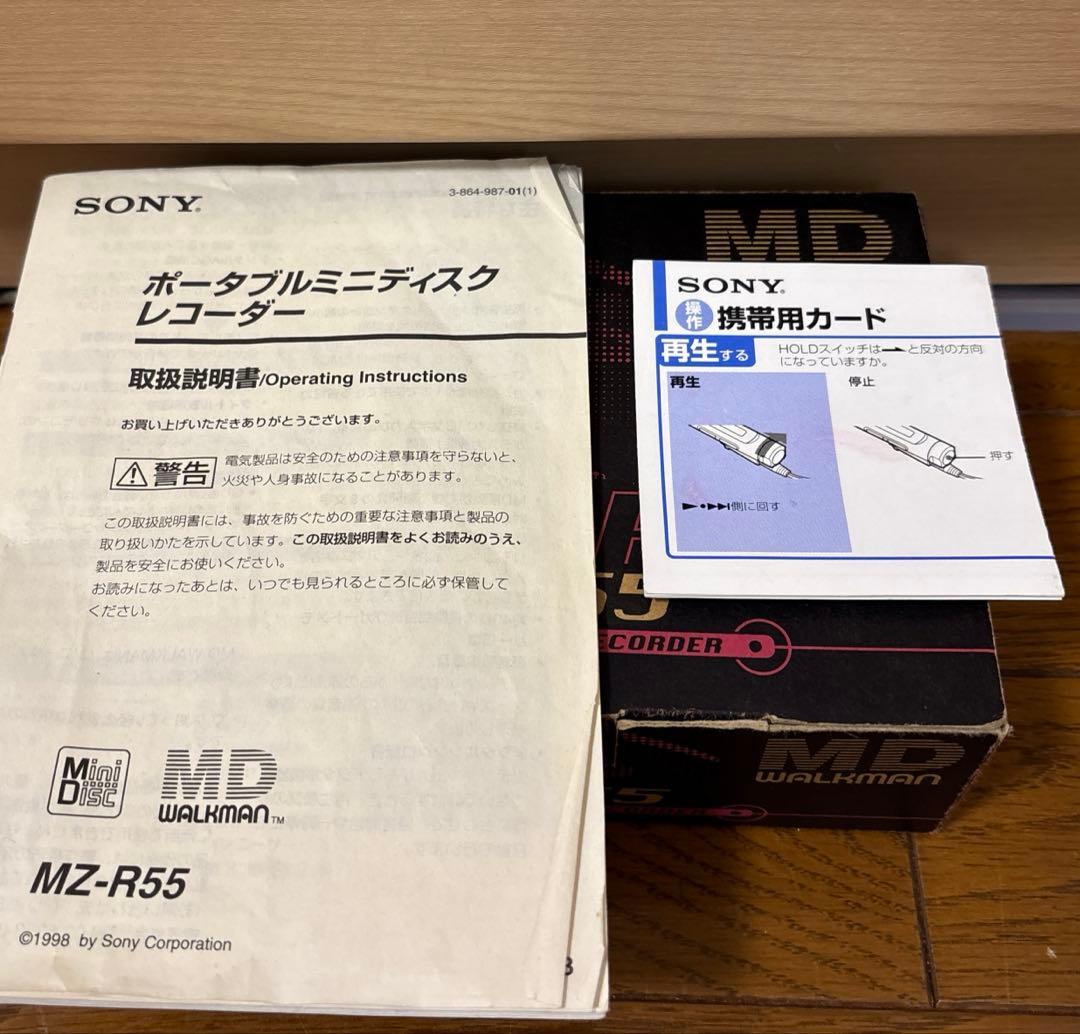 SONY®
3-864-987-01(1)
ポータブルミニディスク
レコーダー
取扱説明書/Operating Instructions
お買い上げいただきありがとうございます。
警告
電気製品は安全のための注意事項を守らないと、
火災や人身事故になることがあります。
この取扱説明書には、事故を防ぐための重要な注意事項と製品の
取り扱いかたを示しています。この取扱説明書をよくお読みのうえ、
製品を安全にお使いください。
お読みになったあとは、いつでも見られるところに必ず保管して
ください。
Mini
Disc
MD
WALKMAN™
MZ-R55
©1998 by Sony Corporation
MD
SONY®
操作
携帯用カード
再生する
HOLDスイッチは と反対の方向
になっていますか。
再生
停止
押す
►•►►I側に回す
55
ECORDER
MD
WALKMAN
5